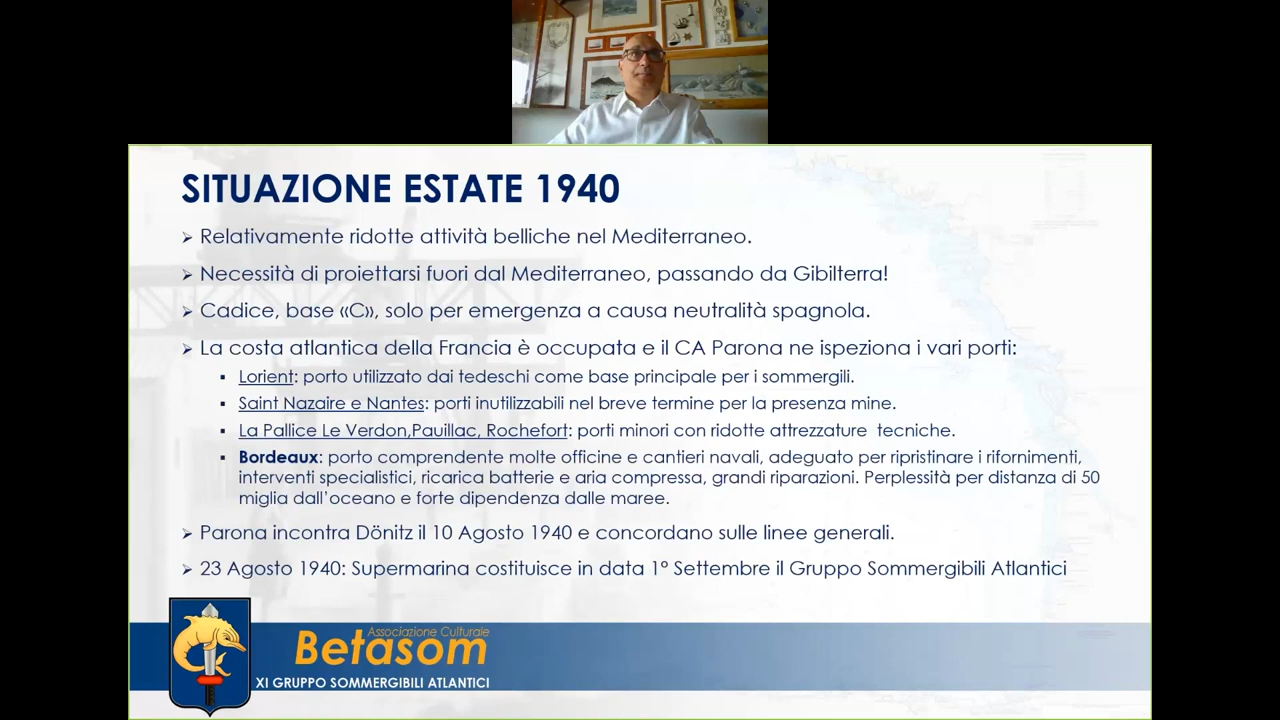 SITUAZIONE ESTATE 1940
➢ Relativamente ridotte attività belliche nel Mediterraneo.
➢ Necessità di proiettarsi fuori dal Mediterraneo, passando da Gibilterra!
➢ Cadice, base «C», solo per emergenza a causa neutralità spagnola.
➢ La costa atlantica della Francia è occupata e il CA Parona ne ispeziona i vari porti:
▪ Lorient: porto utilizzato dai tedeschi come base principale per i sommergili.
▪ Saint Nazaire e Nantes: porti inutilizzabili nel breve termine per la presenza mine.
▪ La Pallice Le Verdon,Pauillac, Rochefort: porti minori con ridotte attrezzature tecniche.
▪ Bordeaux: porto comprendente molte officine e cantieri navali, adeguato per ripristinare i rifornimenti,
interventi specialistici, ricarica batterie e aria compressa, grandi riparazioni. Perplessità per distanza di 50
miglia dall'oceano e forte dipendenza dalle maree.
➢ Parona incontra Dönitz il 10 Agosto 1940 e concordano sulle linee generali.
➢ 23 Agosto 1940: Supermarina costituisce in data 1° Settembre il Gruppo Sommergibili Atlantici
Associazione Culturale
Betasom
XI GRUPPO SOMMERGIBILI ATLANTICI